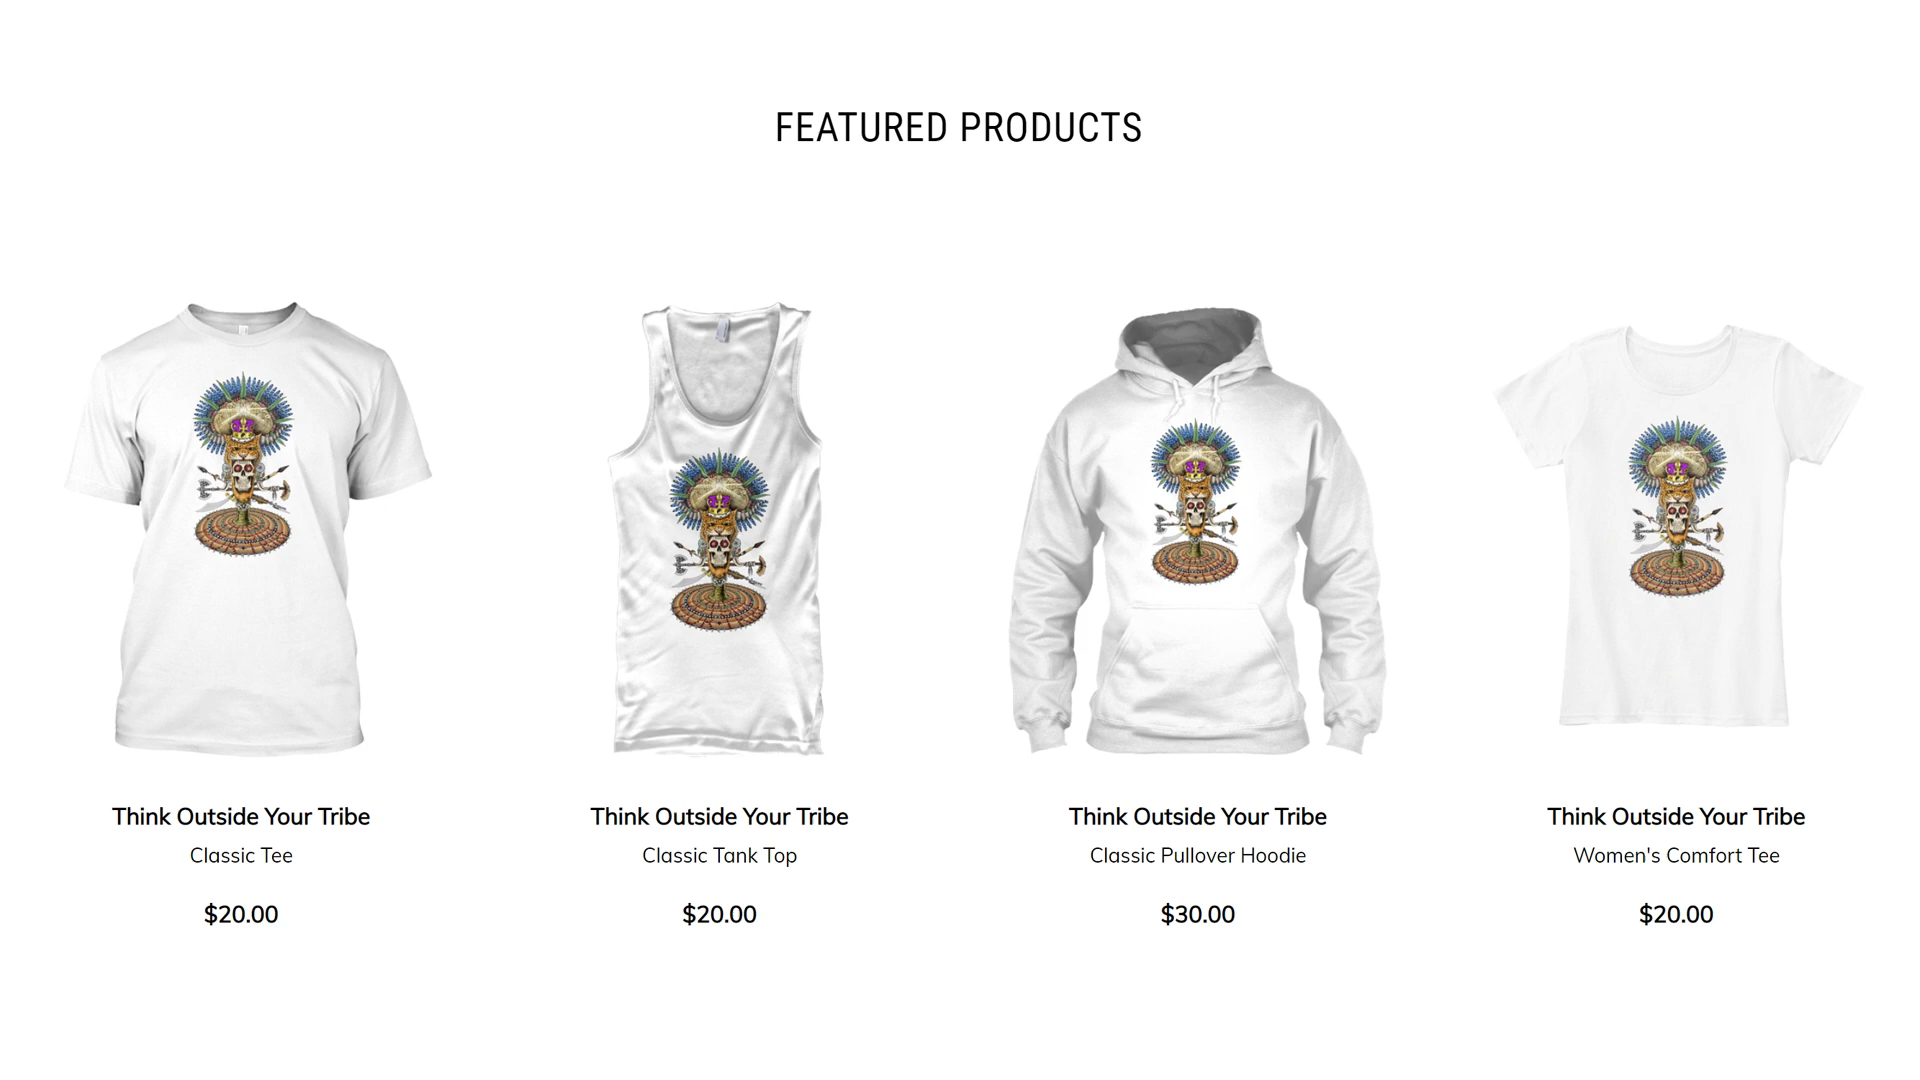 FEATURED PRODUCTS
Think Outside Your Tribe
Classic Tee
$20.00
Think Outside Your Tribe
Classic Tank Top
$20.00
Think Outside Your Tribe
Classic Pullover Hoodie
$30.00
Think Outside Your Tribe
Women's Comfort Tee
$20.00